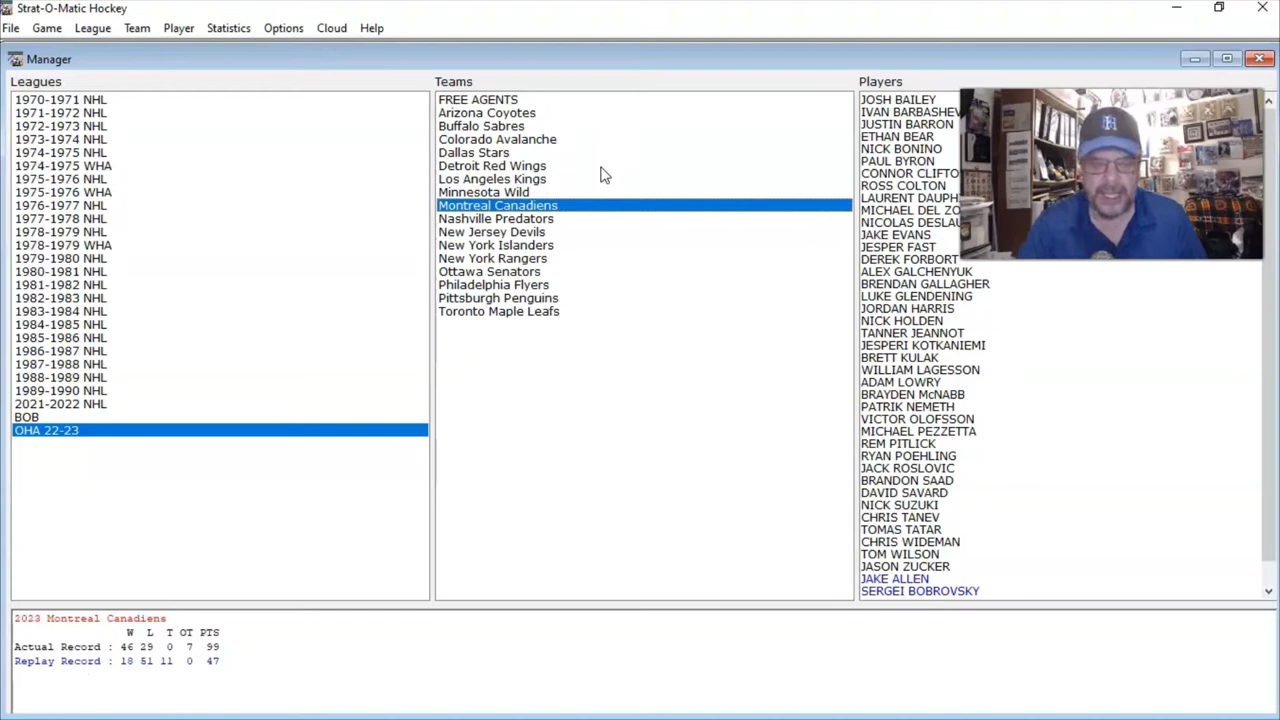 Strat-O-Matic Hockey
File Game League Team Player Statistics Options Cloud Help
Manager
Leagues
1970-1971 NHL
1971-1972 NHL
1972-1973 NHL
1973-1974 NHL
1974-1975 NHL
1974-1975 WHA
1975-1976 NHL
1975-1976 WHA
1976-1977 NHL
1977-1978 NHL
1978-1979 NHL
1978-1979 WHA
1979-1980 NHL
1980-1981 NHL
1981-1982 NHL
1982-1983 NHL
1983-1984 NHL
1984-1985 NHL
1985-1986 NHL
1986-1987 NHL
1987-1988 NHL
1988-1989 NHL
1989-1990 NHL
2021-2022 NHL
BOB
OHA 22-23
Teams
FREE AGENTS
Arizona Coyotes
Buffalo Sabres
Colorado Avalanche
Dallas Stars
Detroit Red Wings
Los Angeles Kings
Minnesota Wild
Montreal Canadiens
Nashville Predators
New Jersey Devils
New York Islanders
New York Rangers
Ottawa Senators
Philadelphia Flyers
Pittsburgh Penguins
Toronto Maple Leafs
Players
JOSH BAILEY
IVAN BARBASHEV
JUSTIN BARRON
ETHAN BEAR
NICK BONINO
PAUL BYRON
CONNOR CLIFTO
ROSS COLTON
LAURENT DAUPH
MICHAEL DEL ZO
NICOLAS DESLAU
JAKE EVANS
JESPER FAST
DEREK FORBORT
ALEX GALCHENYUK
BRENDAN GALLAGHER
LUKE GLENDENING
JORDAN HARRIS
NICK HOLDEN
TANNER JEANNOT
JESPERI KOTKANIEMI
BRETT KULAK
WILLIAM LAGESSON
ADAM LOWRY
BRAYDEN McNABB
PATRIK NEMETH
VICTOR OLOFSSON
MICHAEL PEZZETTA
REM PITLICK
RYAN POEHLING
JACK ROSLOVIC
BRANDON SAAD
DAVID SAVARD
NICK SUZUKI
CHRIS TANEV
TOMAS TATAR
CHRIS WIDEMAN
TOM WILSON
JASON ZUCKER
JAKE ALLEN
SERGEI BOBROVSKY
2023 Montreal Canadiens
W L T OT PTS
Actual Record : 46 29 0 7 99
Replay Record : 18 51 11 0 47